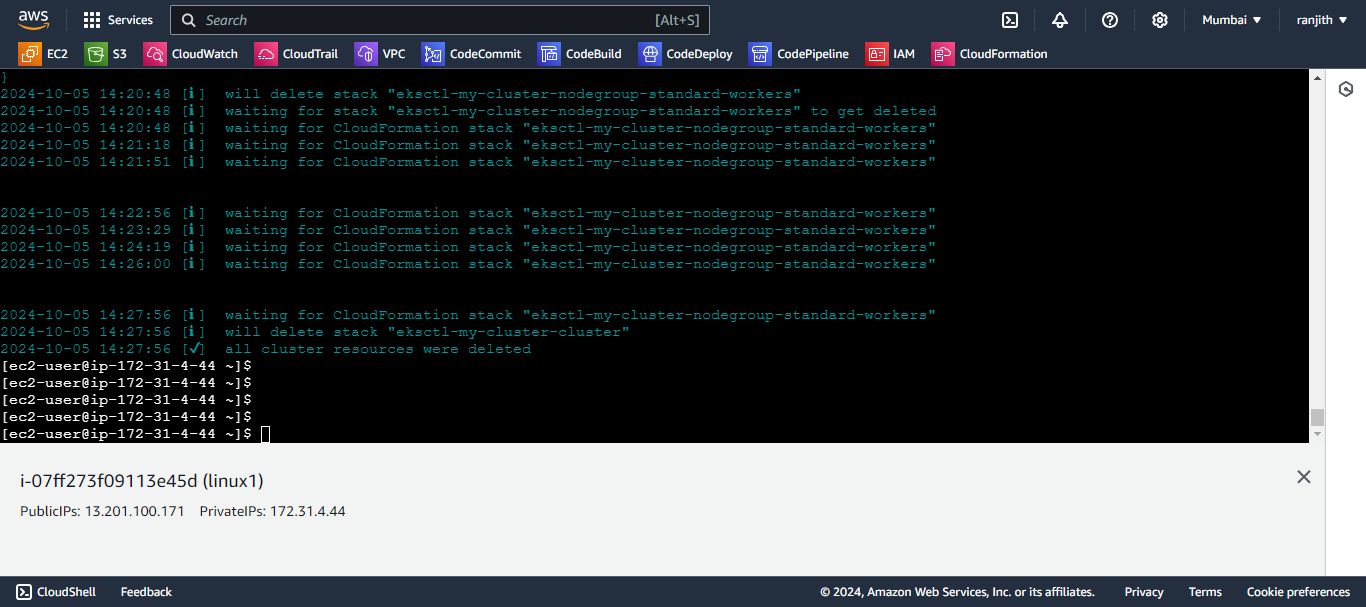 aws Services Search [Alt+S] Mumbai ▼ ranjith ▼
EC2 S3 CloudWatch CloudTrail VPC CodeCommit CodeBuild CodeDeploy CodePipeline IAM CloudFormation
}
2024-10-05 14:20:48 [ℹ]  will delete stack "eksctl-my-cluster-nodegroup-standard-workers"
2024-10-05 14:20:48 [ℹ]  waiting for stack "eksctl-my-cluster-nodegroup-standard-workers" to get deleted
2024-10-05 14:20:48 [ℹ]  waiting for CloudFormation stack "eksctl-my-cluster-nodegroup-standard-workers"
2024-10-05 14:21:18 [ℹ]  waiting for CloudFormation stack "eksctl-my-cluster-nodegroup-standard-workers"
2024-10-05 14:21:51 [ℹ]  waiting for CloudFormation stack "eksctl-my-cluster-nodegroup-standard-workers"
2024-10-05 14:22:56 [ℹ]  waiting for CloudFormation stack "eksctl-my-cluster-nodegroup-standard-workers"
2024-10-05 14:23:29 [ℹ]  waiting for CloudFormation stack "eksctl-my-cluster-nodegroup-standard-workers"
2024-10-05 14:24:19 [ℹ]  waiting for CloudFormation stack "eksctl-my-cluster-nodegroup-standard-workers"
2024-10-05 14:26:00 [ℹ]  waiting for CloudFormation stack "eksctl-my-cluster-nodegroup-standard-workers"
2024-10-05 14:27:56 [ℹ]  waiting for CloudFormation stack "eksctl-my-cluster-nodegroup-standard-workers"
2024-10-05 14:27:56 [ℹ]  will delete stack "eksctl-my-cluster-cluster"
2024-10-05 14:27:56 [✔]  all cluster resources were deleted
[ec2-user@ip-172-31-4-44 ~]$
[ec2-user@ip-172-31-4-44 ~]$
[ec2-user@ip-172-31-4-44 ~]$
[ec2-user@ip-172-31-4-44 ~]$
[ec2-user@ip-172-31-4-44 ~]$
i-07ff273f09113e45d (linux1)
PublicIPs: 13.201.100.171 PrivateIPs: 172.31.4.44
CloudShell Feedback © 2024, Amazon Web Services, Inc. or its affiliates. Privacy Terms Cookie preferences